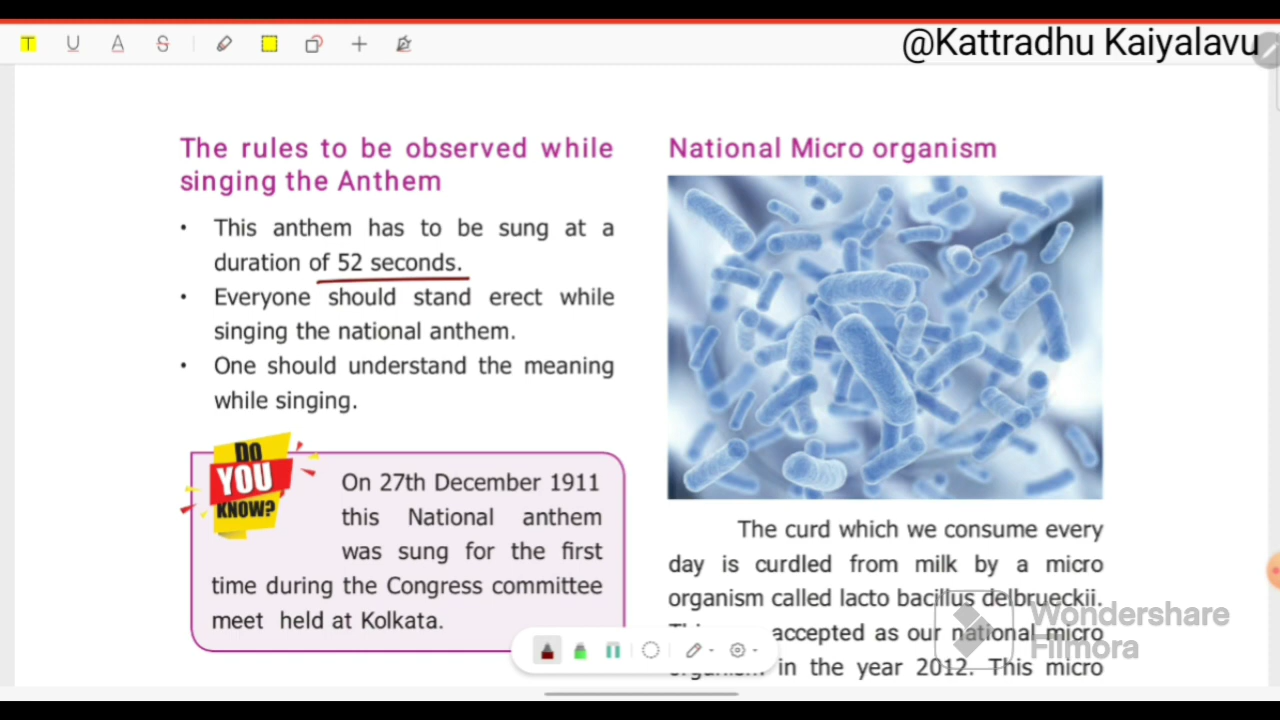 @Kattradhu Kaiyalavu
The rules to be observed while
singing the Anthem
• This anthem has to be sung at a
duration of 52 seconds.
• Everyone should stand erect while
singing the national anthem.
• One should understand the meaning
while singing.
DO
YOU
KNOW?
On 27th December 1911
this National anthem
was sung for the first
time during the Congress committee
meet held at Kolkata.
National Micro organism
The curd which we consume every
day is curdled from milk by a micro
organism called lacto bacillus delbrueckii.
accepted as our national micro
organism in the year 2012. This micro
Wondershare
Filmora